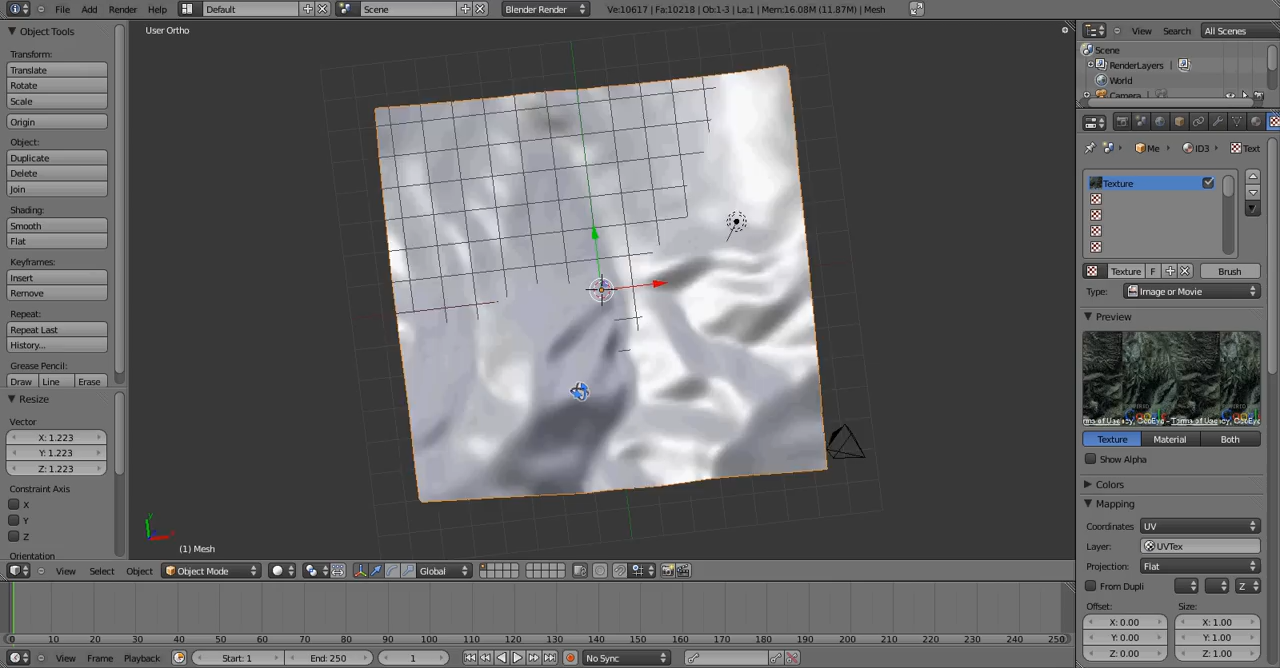 File Add Render Help Default Scene Blender Render Ve:10617 | Fa:10218 | Ob:1-3 | La:1 | Mem:16.08M (11.87M) | Mesh
Object Tools
Transform:
Translate
Rotate
Scale
Origin
Object:
Duplicate
Delete
Join
Shading:
Smooth
Flat
Keyframes:
Insert
Remove
Repeat:
Repeat Last
History...
Grease Pencil:
Draw Line Erase
Resize
Vector
X: 1.223
Y: 1.223
Z: 1.223
Constraint Axis
X
Y
Z
Orientation
User Ortho
(1) Mesh
View Select Object Object Mode Global
0 10 20 30 40 50 60 70 80 90 100 110 120 130 140 150 160 170 180 190 200 210 220 230 240 250
View Frame Playback Start: 1 End: 250 1 No Sync
View Search: All Scenes
Scene
RenderLayers
World
Camera
Me ID3 Text
Texture
Texture F Brush
Type: Image or Movie
Preview
Google
Texture Material Both
Show Alpha
Colors
Mapping
Coordinates UV
Layer: UVTex
Projection: Flat
From Dupli Z
Offset: Size:
X: 0.00 X: 1.00
Y: 0.00 Y: 1.00
Z: 0.00 Z: 1.00